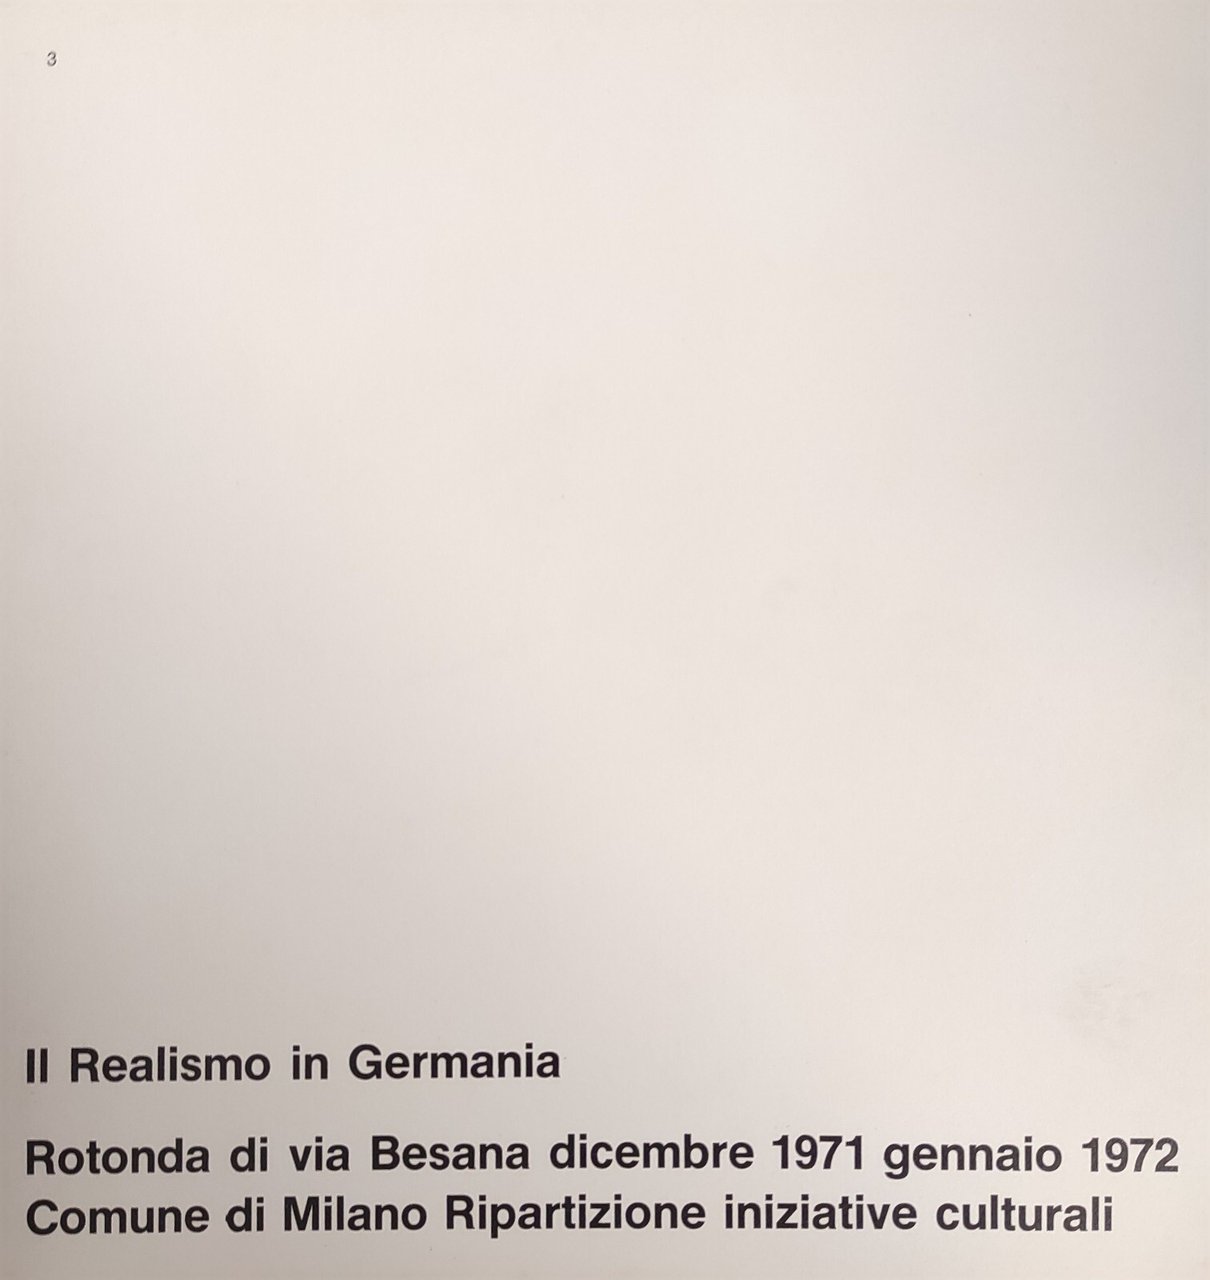 3
Il Realismo in Germania
Rotonda di via Besana dicembre 1971 gennaio 1972
Comune di Milano Ripartizione iniziative culturali